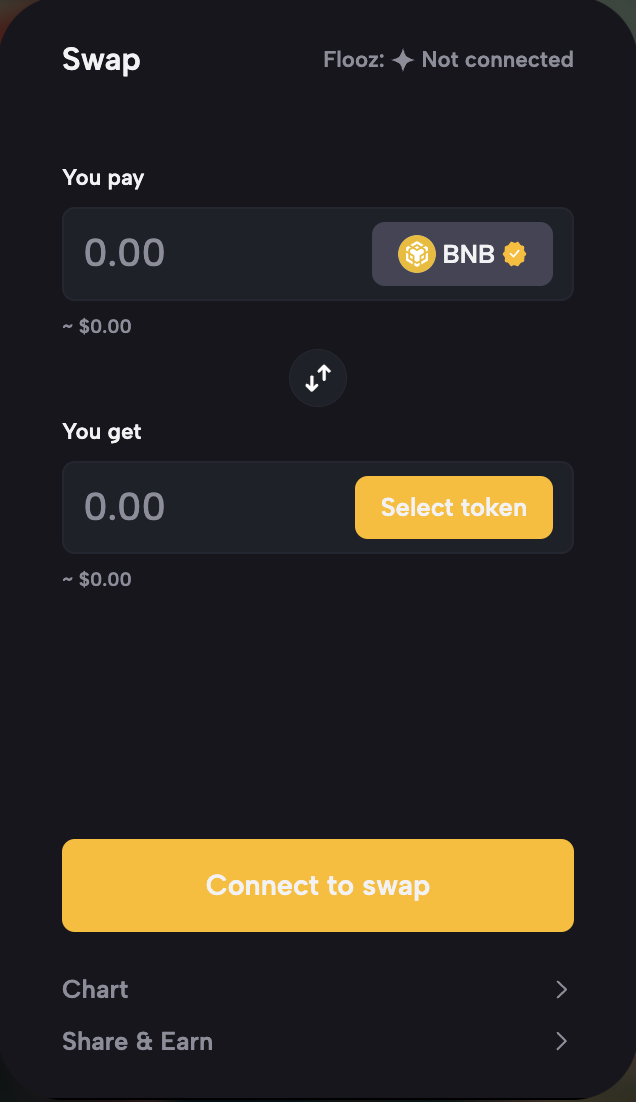 Swap
Flooz: Not connected
You pay
0.00
BNB
~ $0.00
You get
0.00
Select token
~ $0.00
Connect to swap
Chart
Share & Earn